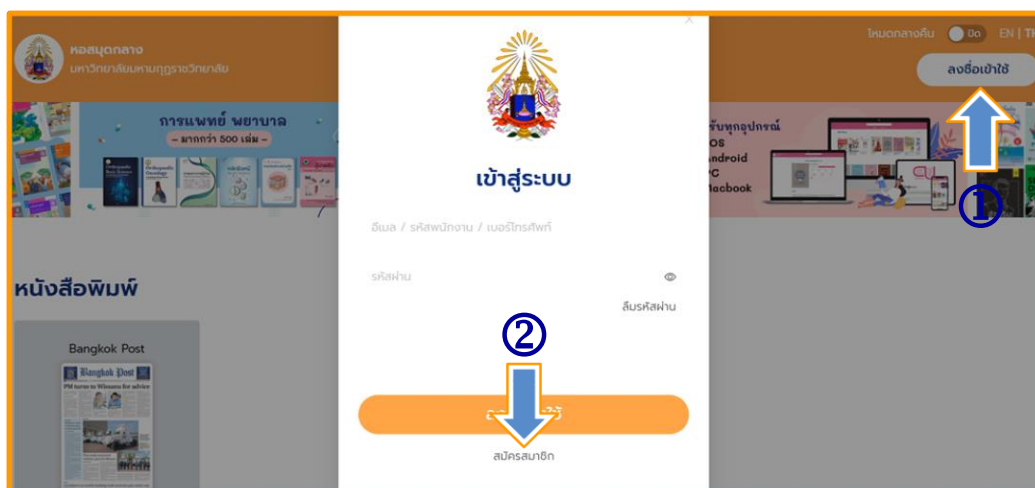 หอสมุดกลาง
มหาวิทยาลัยมหามกุฏราชวิทยาลัย
โหมดกลางคืน ปิด EN | TH
ลงชื่อเข้าใช้
①
การแพทย์ พยาบาล
– มากกว่า 500 เล่ม –
รับทุกอุปกรณ์
iOS
Android
PC
Macbook
X
เข้าสู่ระบบ
อีเมล / รหัสพนักงาน / เบอร์โทรศัพท์
รหัสผ่าน
ลืมรหัสผ่าน
②
สมัครสมาชิก
หนังสือพิมพ์
Bangkok Post
Bangkok Post
PM turns to Wissanu for advice